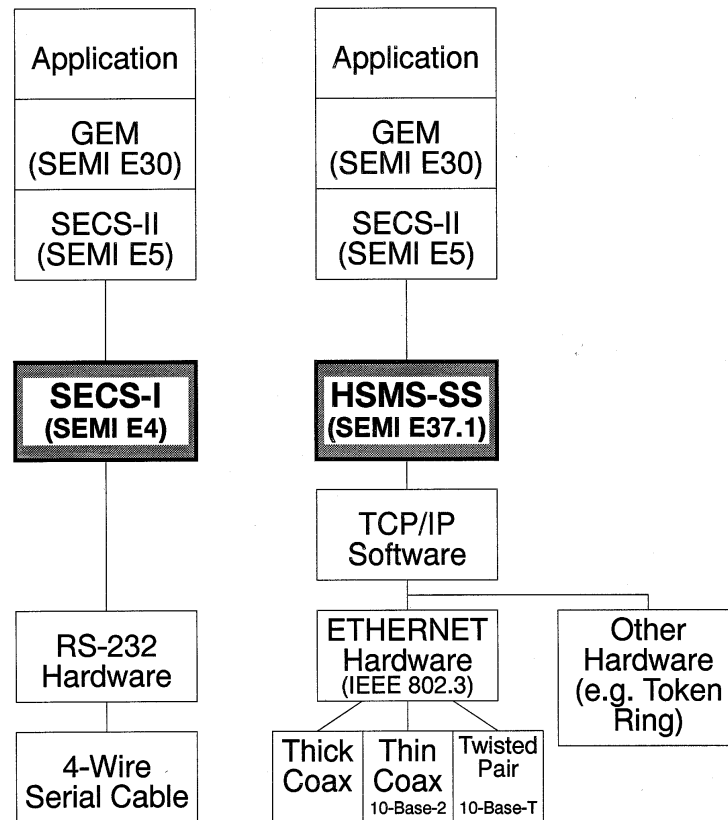 Application
GEM
(SEMI E30)
SECS-II
(SEMI E5)
SECS-I
(SEMI E4)
RS-232
Hardware
4-Wire
Serial Cable
Application
GEM
(SEMI E30)
SECS-II
(SEMI E5)
HSMS-SS
(SEMI E37.1)
TCP/IP
Software
ETHERNET
Hardware
(IEEE 802.3)
Other
Hardware
(e.g. Token
Ring)
Thick
Coax
Thin
Coax
10-Base-2
Twisted
Pair
10-Base-T